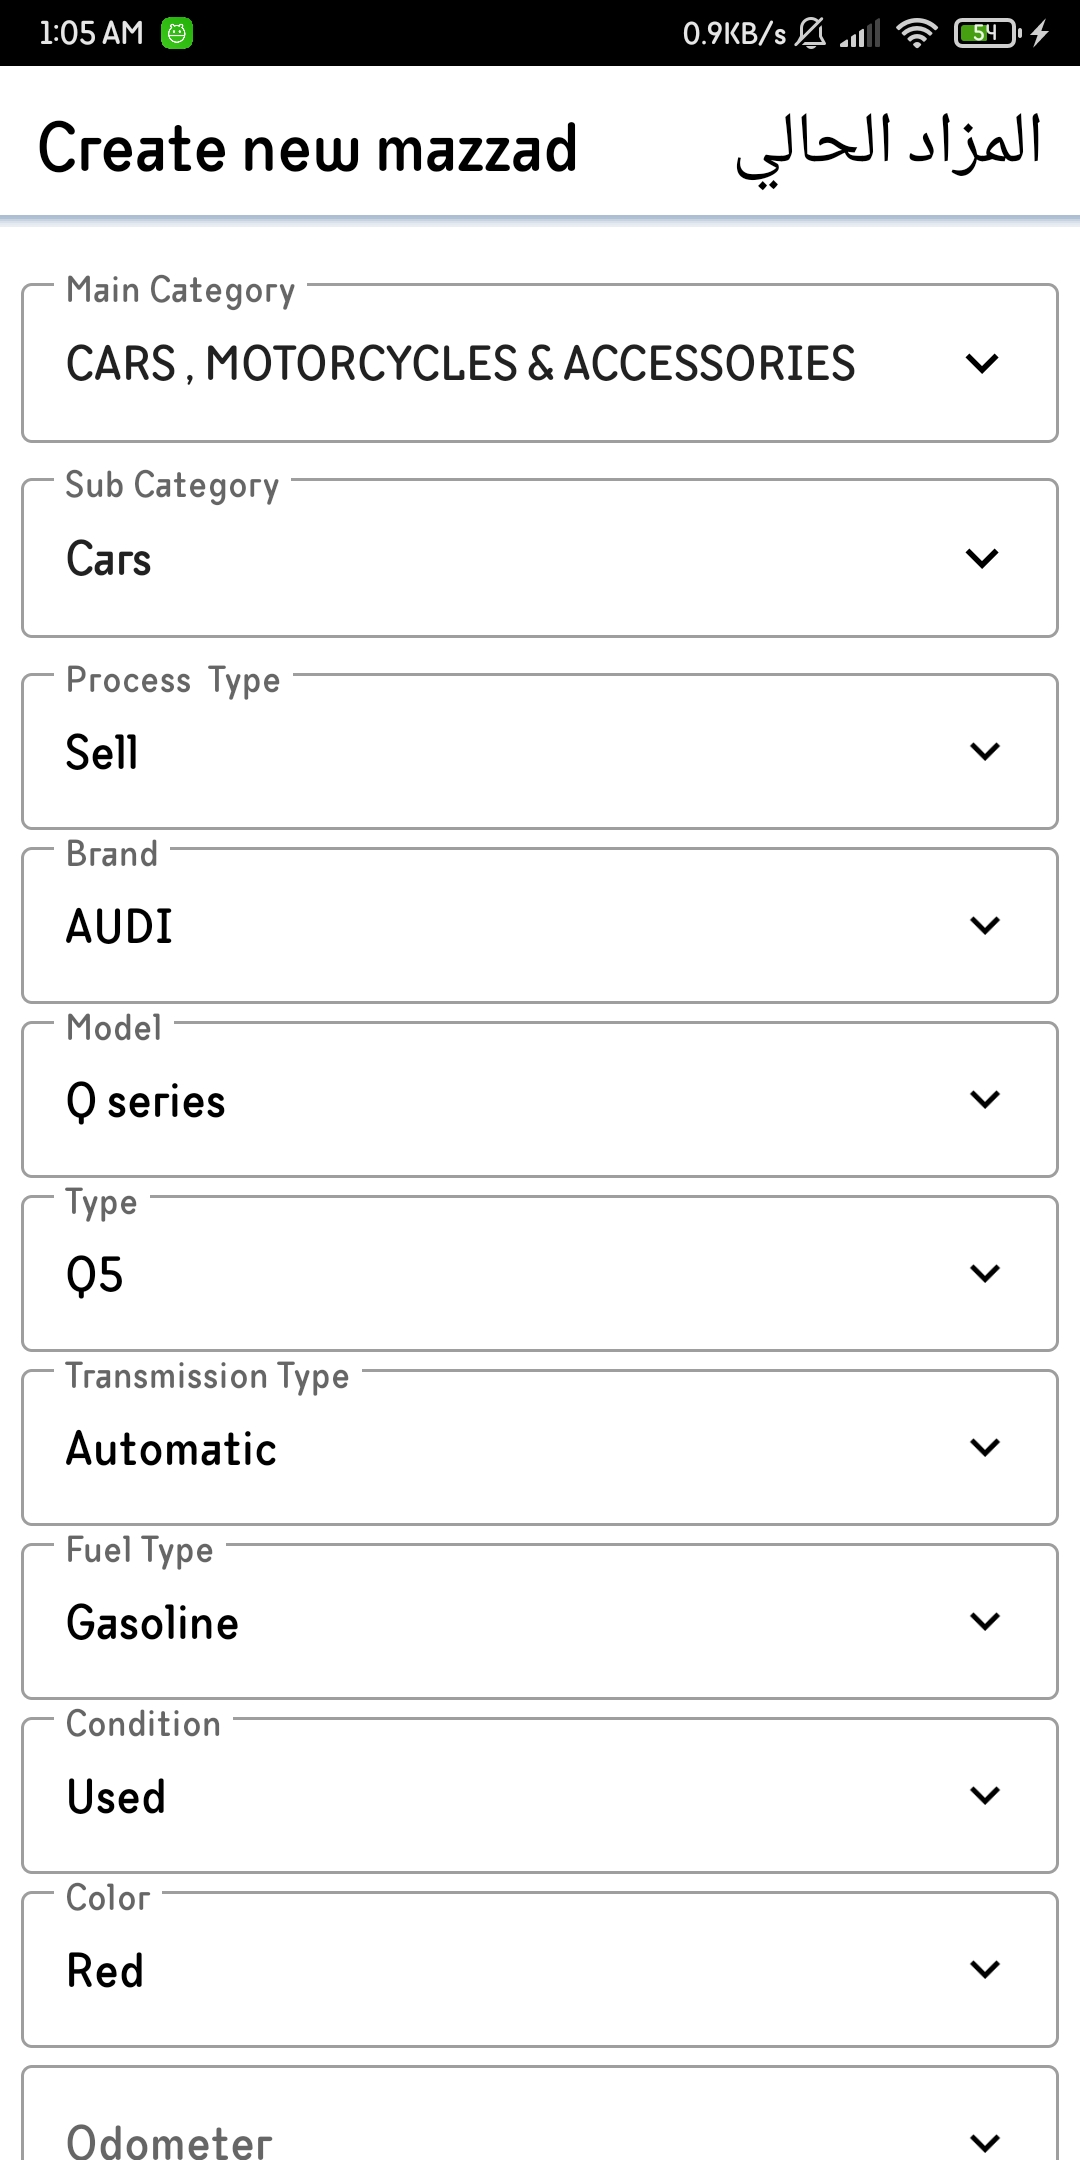 1:05 AM 0.9KB/s 54
Create new mazzad المزاد الحالي
Main Category
CARS , MOTORCYCLES & ACCESSORIES
Sub Category
Cars
Process  Type
Sell
Brand
AUDI
Model
Q series
Type
Q5
Transmission Type
Automatic
Fuel Type
Gasoline
Condition
Used
Color
Red
Odometer